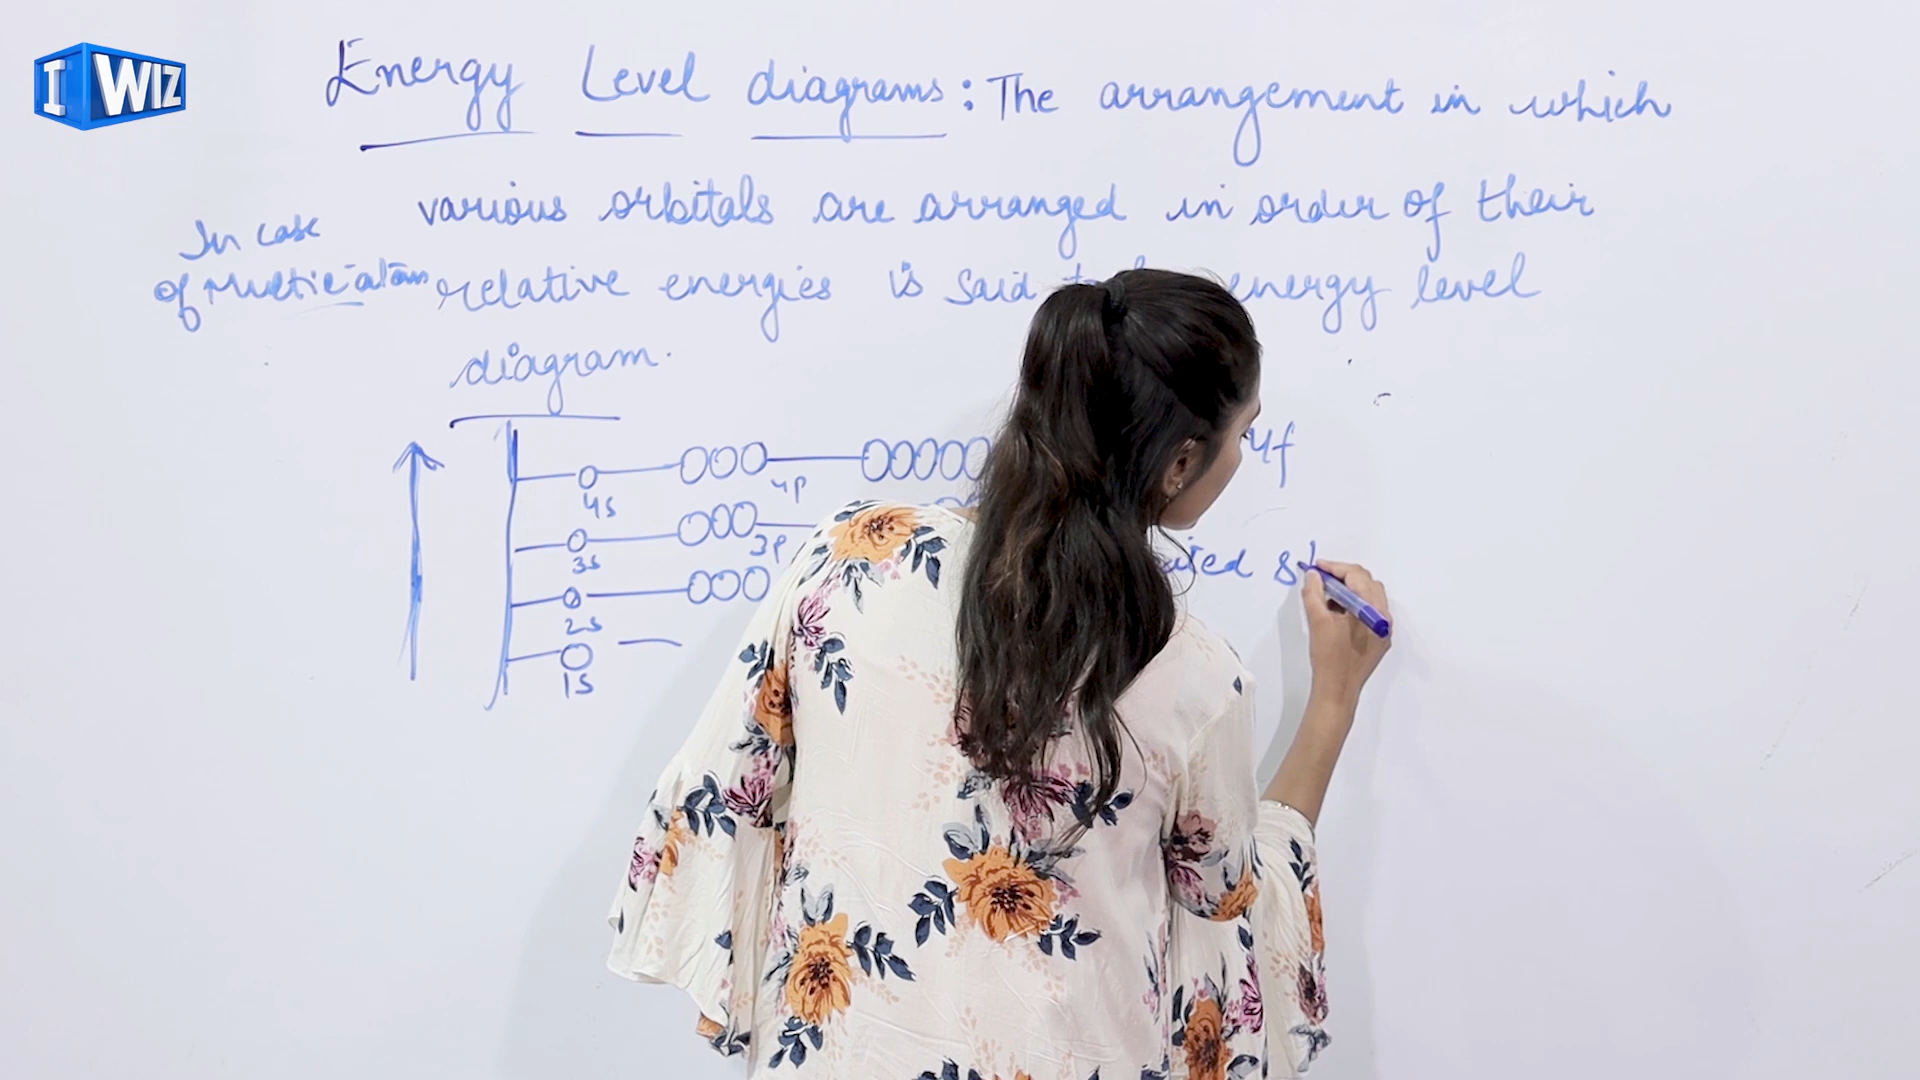 I WIZ
Energy Level diagrams : The arrangement in which
various orbitals are arranged in order of their
In case
of Multie atom
relative energies is said energy level
diagram.
4f
4s 4p
3s 3p
2s
1s